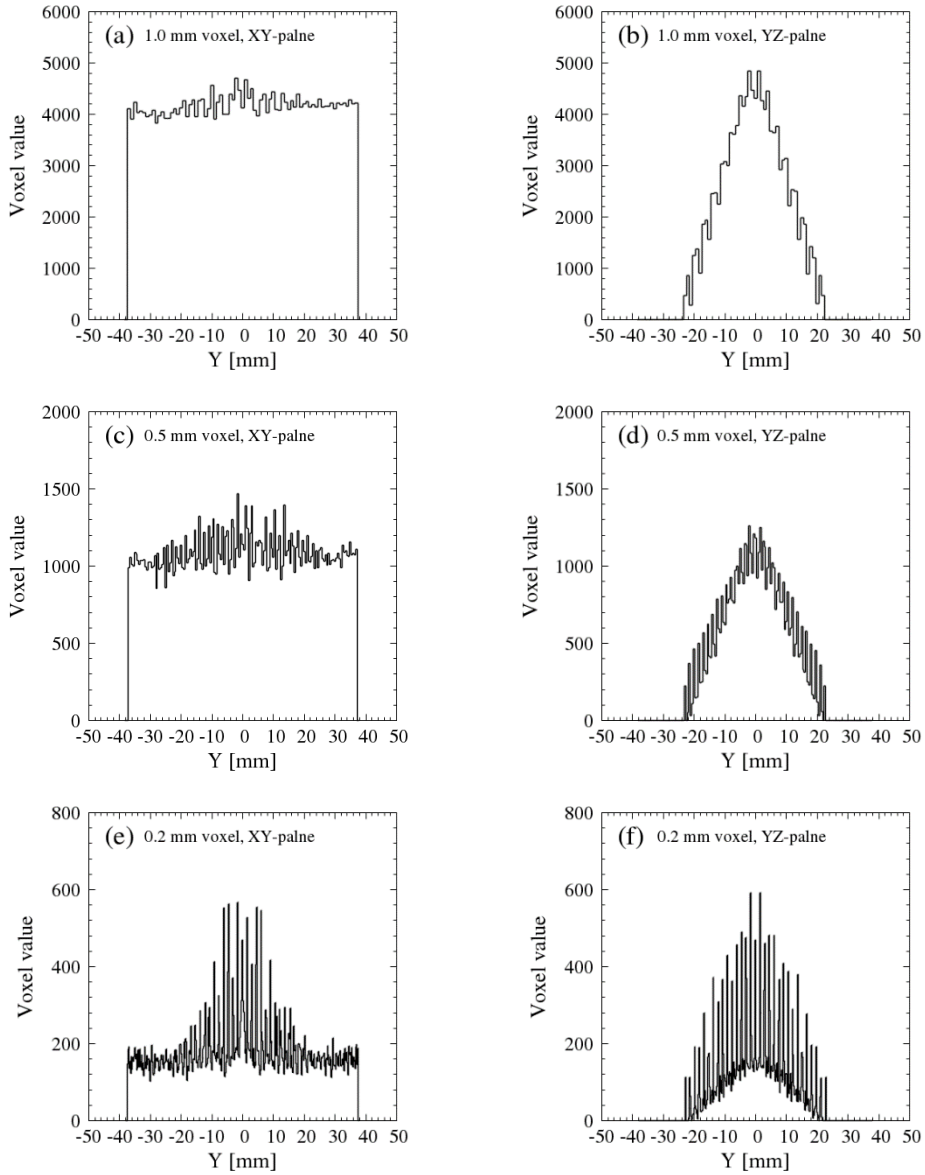 (a) 1.0 mm voxel, XY-palne
6000
5000
4000
3000
2000
1000
0
Voxel value
-50 -40 -30 -20 -10 0 10 20 30 40 50
Y [mm]
(b) 1.0 mm voxel, YZ-palne
6000
5000
4000
3000
2000
1000
0
Voxel value
-50 -40 -30 -20 -10 0 10 20 30 40 50
Y [mm]
(c) 0.5 mm voxel, XY-palne
2000
1500
1000
500
0
Voxel value
-50 -40 -30 -20 -10 0 10 20 30 40 50
Y [mm]
(d) 0.5 mm voxel, YZ-palne
2000
1500
1000
500
0
Voxel value
-50 -40 -30 -20 -10 0 10 20 30 40 50
Y [mm]
(e) 0.2 mm voxel, XY-palne
800
600
400
200
0
Voxel value
-50 -40 -30 -20 -10 0 10 20 30 40 50
Y [mm]
(f) 0.2 mm voxel, YZ-palne
800
600
400
200
0
Voxel value
-50 -40 -30 -20 -10 0 10 20 30 40 50
Y [mm]